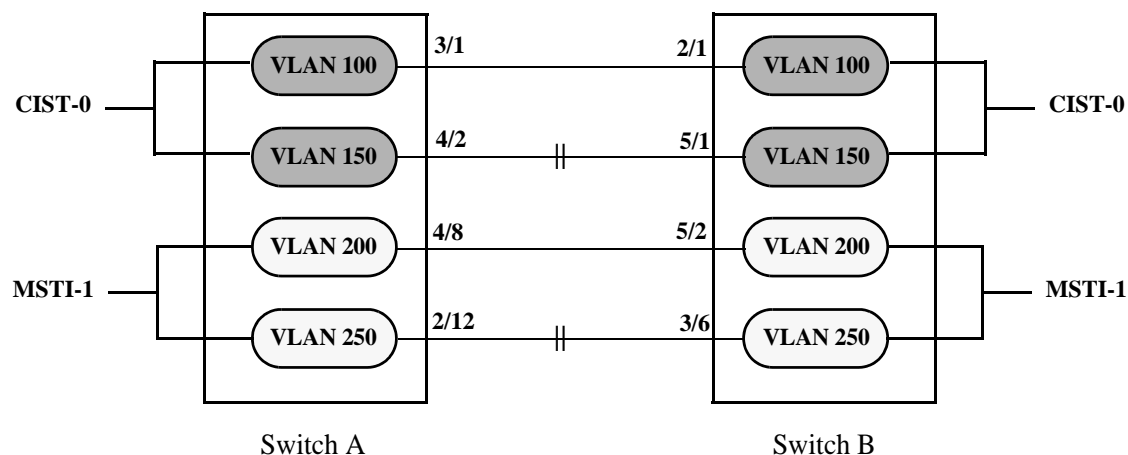 3/1 2/1
VLAN 100 VLAN 100
CIST-0 CIST-0
4/2 5/1
VLAN 150 VLAN 150
4/8 5/2
VLAN 200 VLAN 200
MSTI-1 MSTI-1
2/12 3/6
VLAN 250 VLAN 250
Switch A Switch B